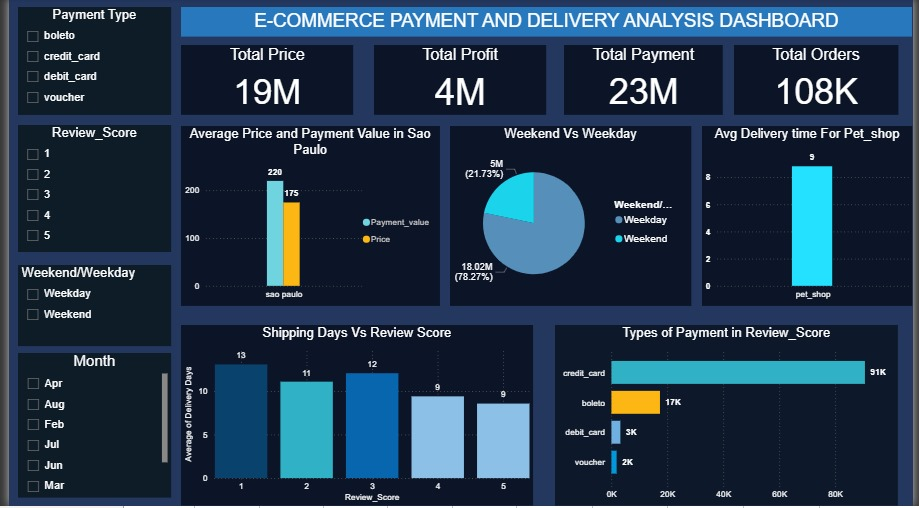 Payment Type
boleto
credit_card
debit_card
voucher
Review_Score
1
2
3
4
5
Weekend/Weekday
Weekday
Weekend
Month
Apr
Aug
Feb
Jul
Jun
Mar
E-COMMERCE PAYMENT AND DELIVERY ANALYSIS DASHBOARD
Total Price
19M
Total Profit
4M
Total Payment
23M
Total Orders
108K
Average Price and Payment Value in Sao
Paulo
200
100
0
220
175
sao paulo
Payment_value
Price
Weekend Vs Weekday
5M
(21.73%)
18.02M
(78.27%)
Weekend/...
Weekday
Weekend
Avg Delivery time For Pet_shop
9
8
6
4
2
0
pet_shop
Shipping Days Vs Review Score
Average of Delivery Days
10
5
0
13
11
12
9
9
1
2
3
4
5
Review_Score
Types of Payment in Review_Score
credit_card
91K
boleto
17K
debit_card
3K
voucher
2K
0K
20K
40K
60K
80K